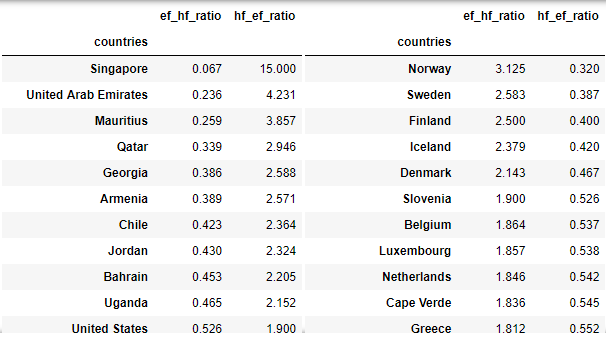 ef_hf_ratio hf_ef_ratio
countries
Singapore 0.067 15.000
United Arab Emirates 0.236 4.231
Mauritius 0.259 3.857
Qatar 0.339 2.946
Georgia 0.386 2.588
Armenia 0.389 2.571
Chile 0.423 2.364
Jordan 0.430 2.324
Bahrain 0.453 2.205
Uganda 0.465 2.152
United States 0.526 1.900
ef_hf_ratio hf_ef_ratio
countries
Norway 3.125 0.320
Sweden 2.583 0.387
Finland 2.500 0.400
Iceland 2.379 0.420
Denmark 2.143 0.467
Slovenia 1.900 0.526
Belgium 1.864 0.537
Luxembourg 1.857 0.538
Netherlands 1.846 0.542
Cape Verde 1.836 0.545
Greece 1.812 0.552